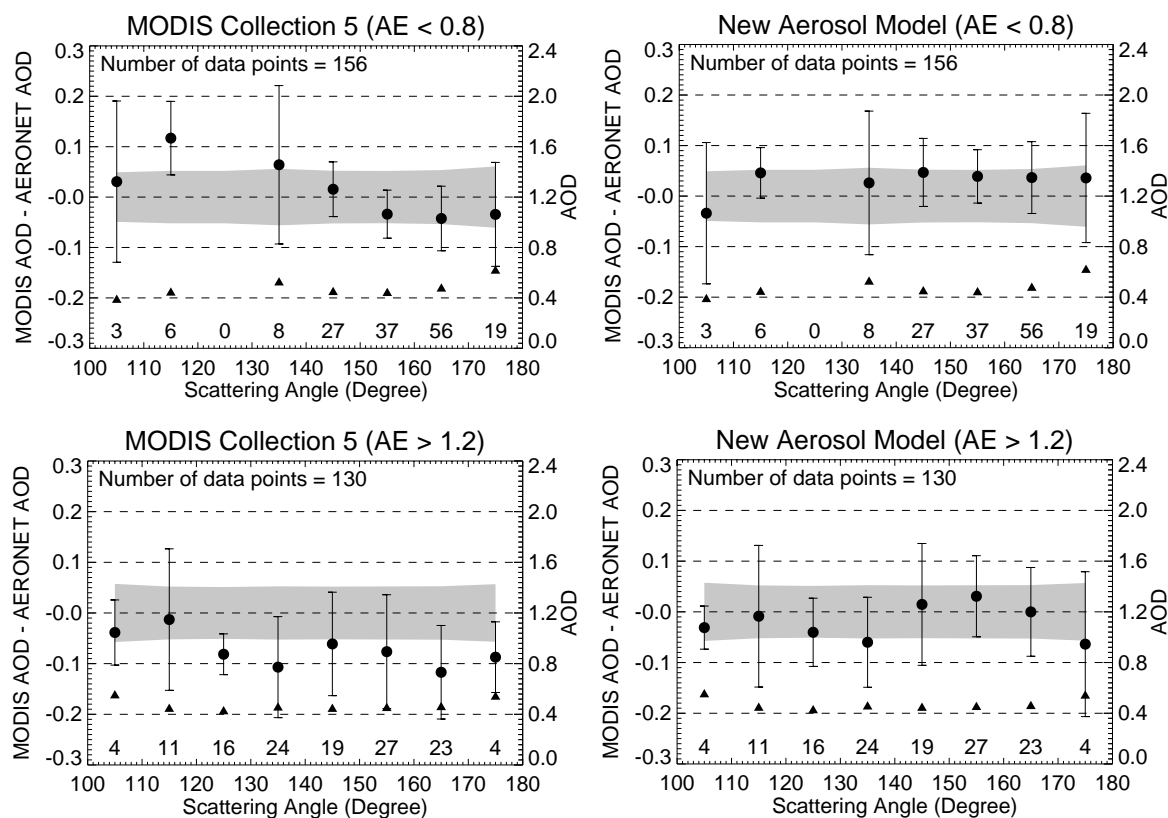 MODIS Collection 5 (AE < 0.8)
Number of data points = 156
0.3
0.2
0.1
-0.0
-0.1
-0.2
-0.3
MODIS AOD - AERONET AOD
2.4
2.0
1.6
1.2
0.8
0.4
0.0
AOD
3 6 0 8 27 37 56 19
100 110 120 130 140 150 160 170 180
Scattering Angle (Degree)
New Aerosol Model (AE < 0.8)
Number of data points = 156
0.3
0.2
0.1
-0.0
-0.1
-0.2
-0.3
MODIS AOD - AERONET AOD
2.4
2.0
1.6
1.2
0.8
0.4
0.0
AOD
3 6 0 8 27 37 56 19
100 110 120 130 140 150 160 170 180
Scattering Angle (Degree)
MODIS Collection 5 (AE > 1.2)
Number of data points = 130
0.3
0.2
0.1
-0.0
-0.1
-0.2
-0.3
MODIS AOD - AERONET AOD
2.4
2.0
1.6
1.2
0.8
0.4
0.0
AOD
4 11 16 24 19 27 23 4
100 110 120 130 140 150 160 170 180
Scattering Angle (Degree)
New Aerosol Model (AE > 1.2)
Number of data points = 130
0.3
0.2
0.1
-0.0
-0.1
-0.2
-0.3
MODIS AOD - AERONET AOD
2.4
2.0
1.6
1.2
0.8
0.4
0.0
AOD
4 11 16 24 19 27 23 4
100 110 120 130 140 150 160 170 180
Scattering Angle (Degree)